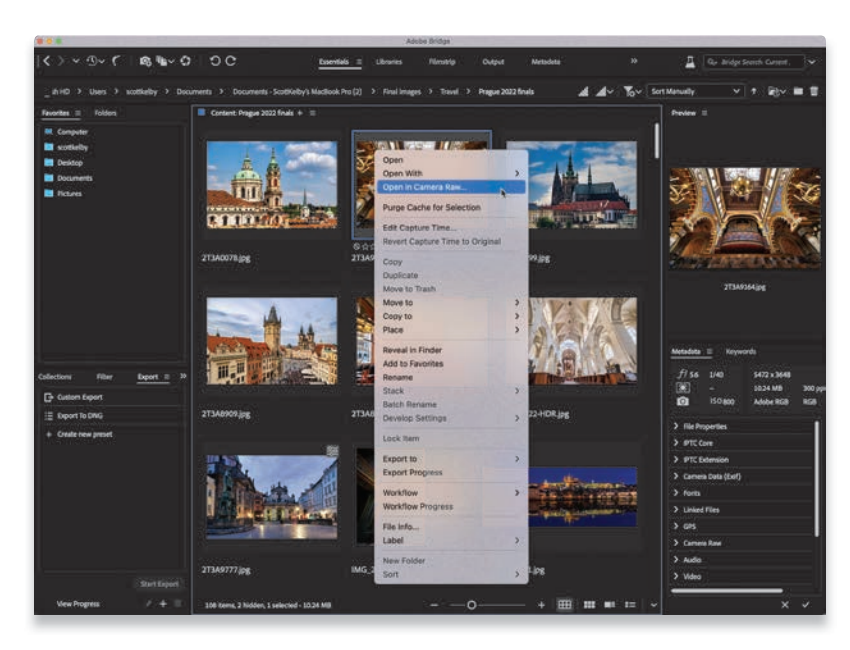 Adobe Bridge
Essentials
Libraries
Filmstrip
Output
Metadata
Bridge Search: Current
HD > Users > scottkelby > Documents > Documents - ScottKelby's MacBook Pro (2) > Final Images > Travel > Prague 2022 finals
Sort Manually
Favorites
Folders
Computer
scottkelby
Desktop
Documents
Pictures
Content: Prague 2022 finals
2T3A0078.jpg
2T3A9
99.jpg
2T3A8909.jpg
2T3A8
22-HDR.jpg
2T3A9777.jpg
IMG_2
1.jpg
Open
Open With
Open in Camera Raw...
Purge Cache for Selection
Edit Capture Time...
Revert Capture Time to Original
Copy
Duplicate
Move to Trash
Move to
Copy to
Place
Reveal in Finder
Add to Favorites
Rename
Stack
Batch Rename
Develop Settings
Lock Item
Export to
Export Progress
Workflow
Workflow Progress
File Info...
Label
New Folder
Sort
Collections
Filter
Export
Custom Export
Export To DNG
Create new preset
Start Export
View Progress
108 items, 2 hidden, 1 selected - 10.24 MB
Preview
2T3A9164.jpg
Metadata
Keywords
f/ 5.6 1/40
5472 x 3648
10.24 MB 300 pp
ISO 800
Adobe RGB RGB
File Properties
IPTC Core
IPTC Extension
Camera Data (Exif)
Fonts
Linked Files
GPS
Camera Raw
Audio
Video